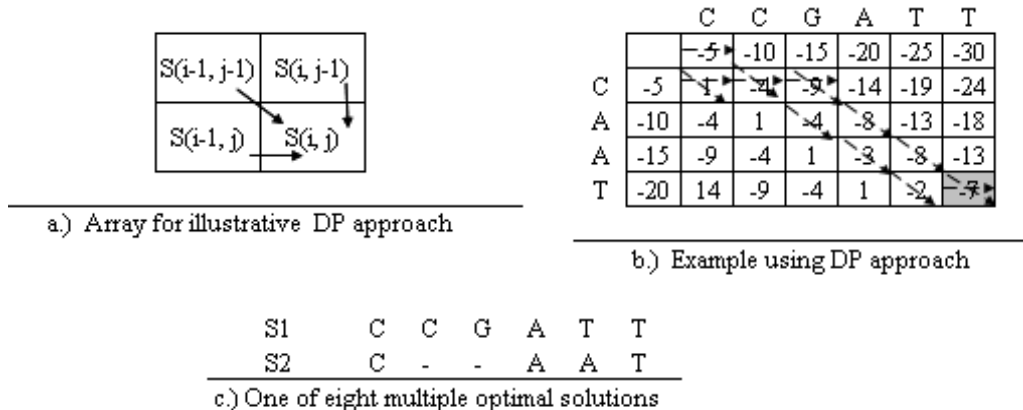 S(i-1, j-1) S(i, j-1)
S(i-1, j) S(i, j)
a.) Array for illustrative DP approach
C C G A T T
-5 -10 -15 -20 -25 -30
C -5 1 -4 -9 -14 -19 -24
A -10 -4 1 -4 -8 -13 -18
A -15 -9 -4 1 -3 -8 -13
T -20 14 -9 -4 1 -2 -7
b.) Example using DP approach
S1 C C G A T T
S2 C - - A A T
c.) One of eight multiple optimal solutions